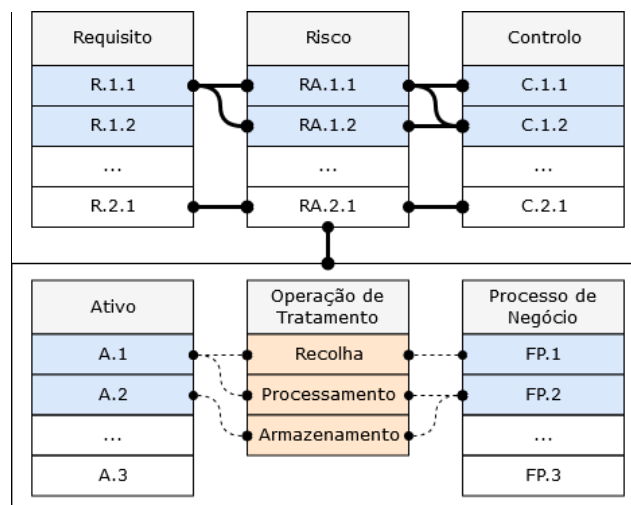 Requisito
Risco
Controlo
R.1.1
RA.1.1
C.1.1
R.1.2
RA.1.2
C.1.2
...
...
...
R.2.1
RA.2.1
C.2.1
Ativo
Operação de
Tratamento
Processo de
Negócio
A.1
Recolha
FP.1
A.2
Processamento
FP.2
...
Armazenamento
...
A.3
FP.3